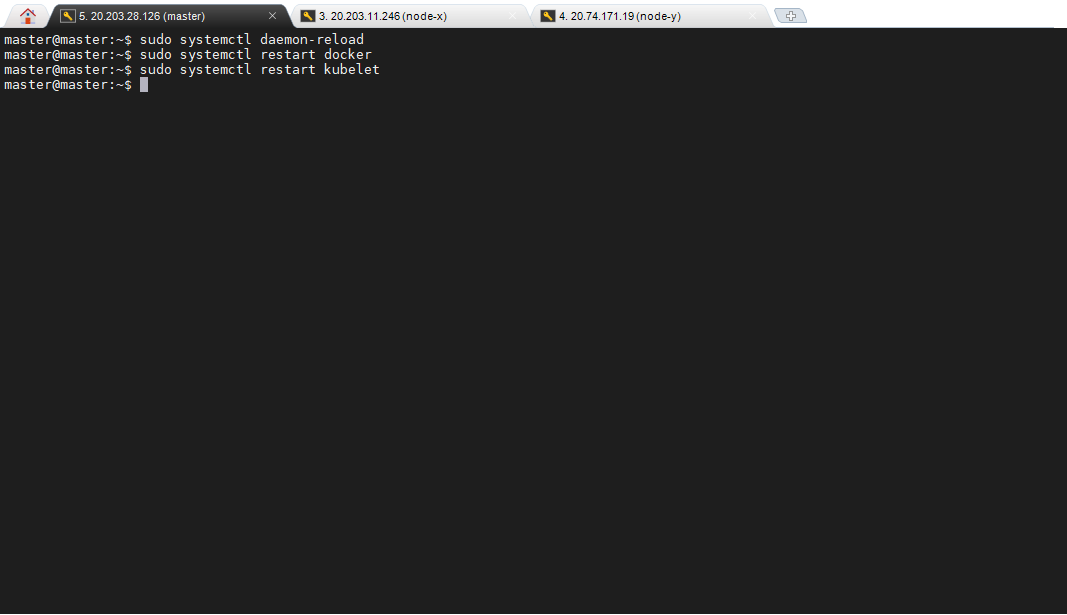 5. 20.203.28.126 (master)
3. 20.203.11.246 (node-x)
4. 20.74.171.19 (node-y)
master@master:~$ sudo systemctl daemon-reload
master@master:~$ sudo systemctl restart docker
master@master:~$ sudo systemctl restart kubelet
master@master:~$